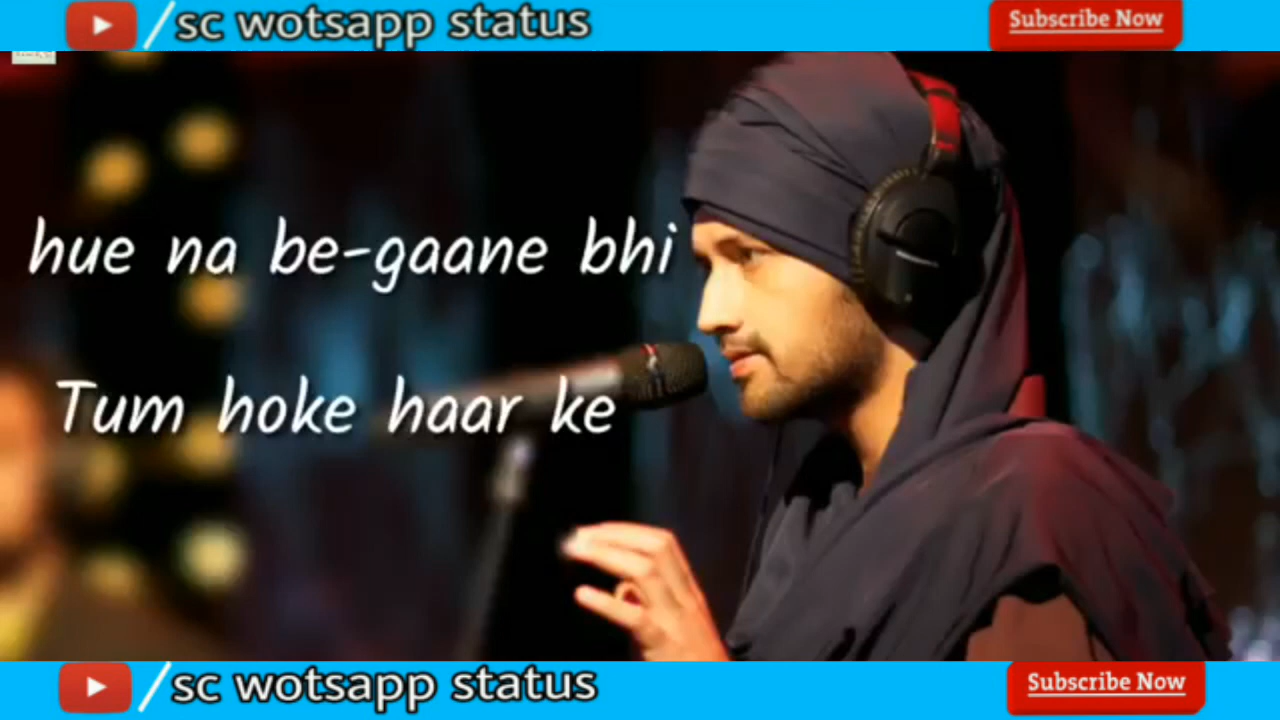 /sc wotsapp status
Subscribe Now
hue na be-gaane bhi
Tum hoke haar ke
/sc wotsapp status
Subscribe Now